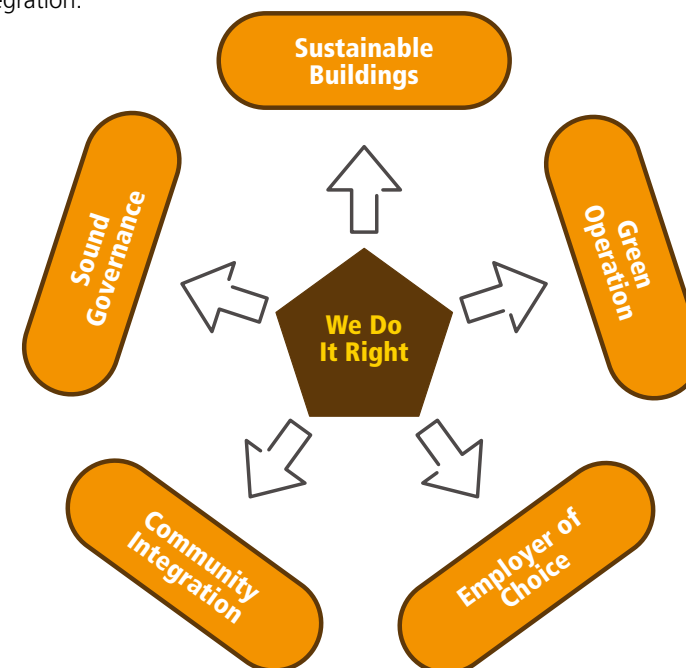 Sustainable
Buildings
Green
Operation
Employer of
Choice
Community
Integration
Sound
Governance
We Do
It Right